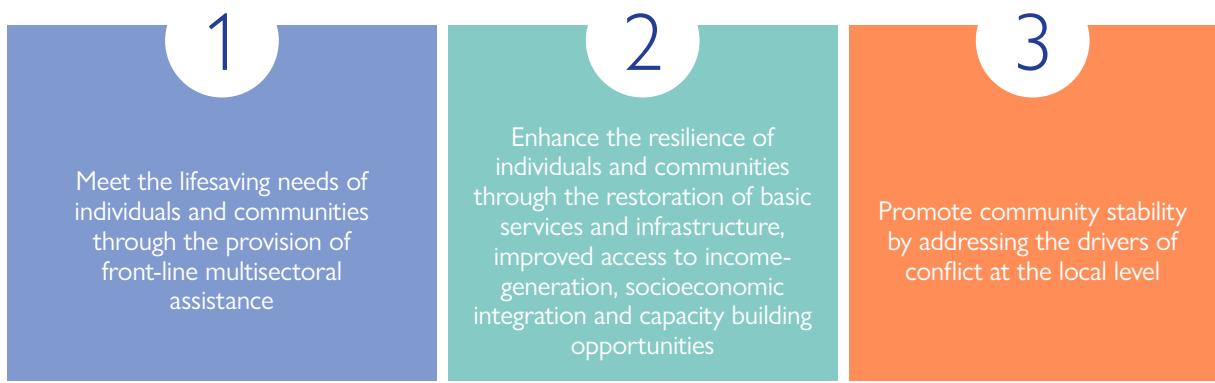 1
Meet the lifesaving needs of
individuals and communities
through the provision of
front-line multisectoral
assistance
2
Enhance the resilience of
individuals and communities
through the restoration of basic
services and infrastructure,
improved access to income-
generation, socioeconomic
integration and capacity building
opportunities
3
Promote community stability
by addressing the drivers of
conflict at the local level